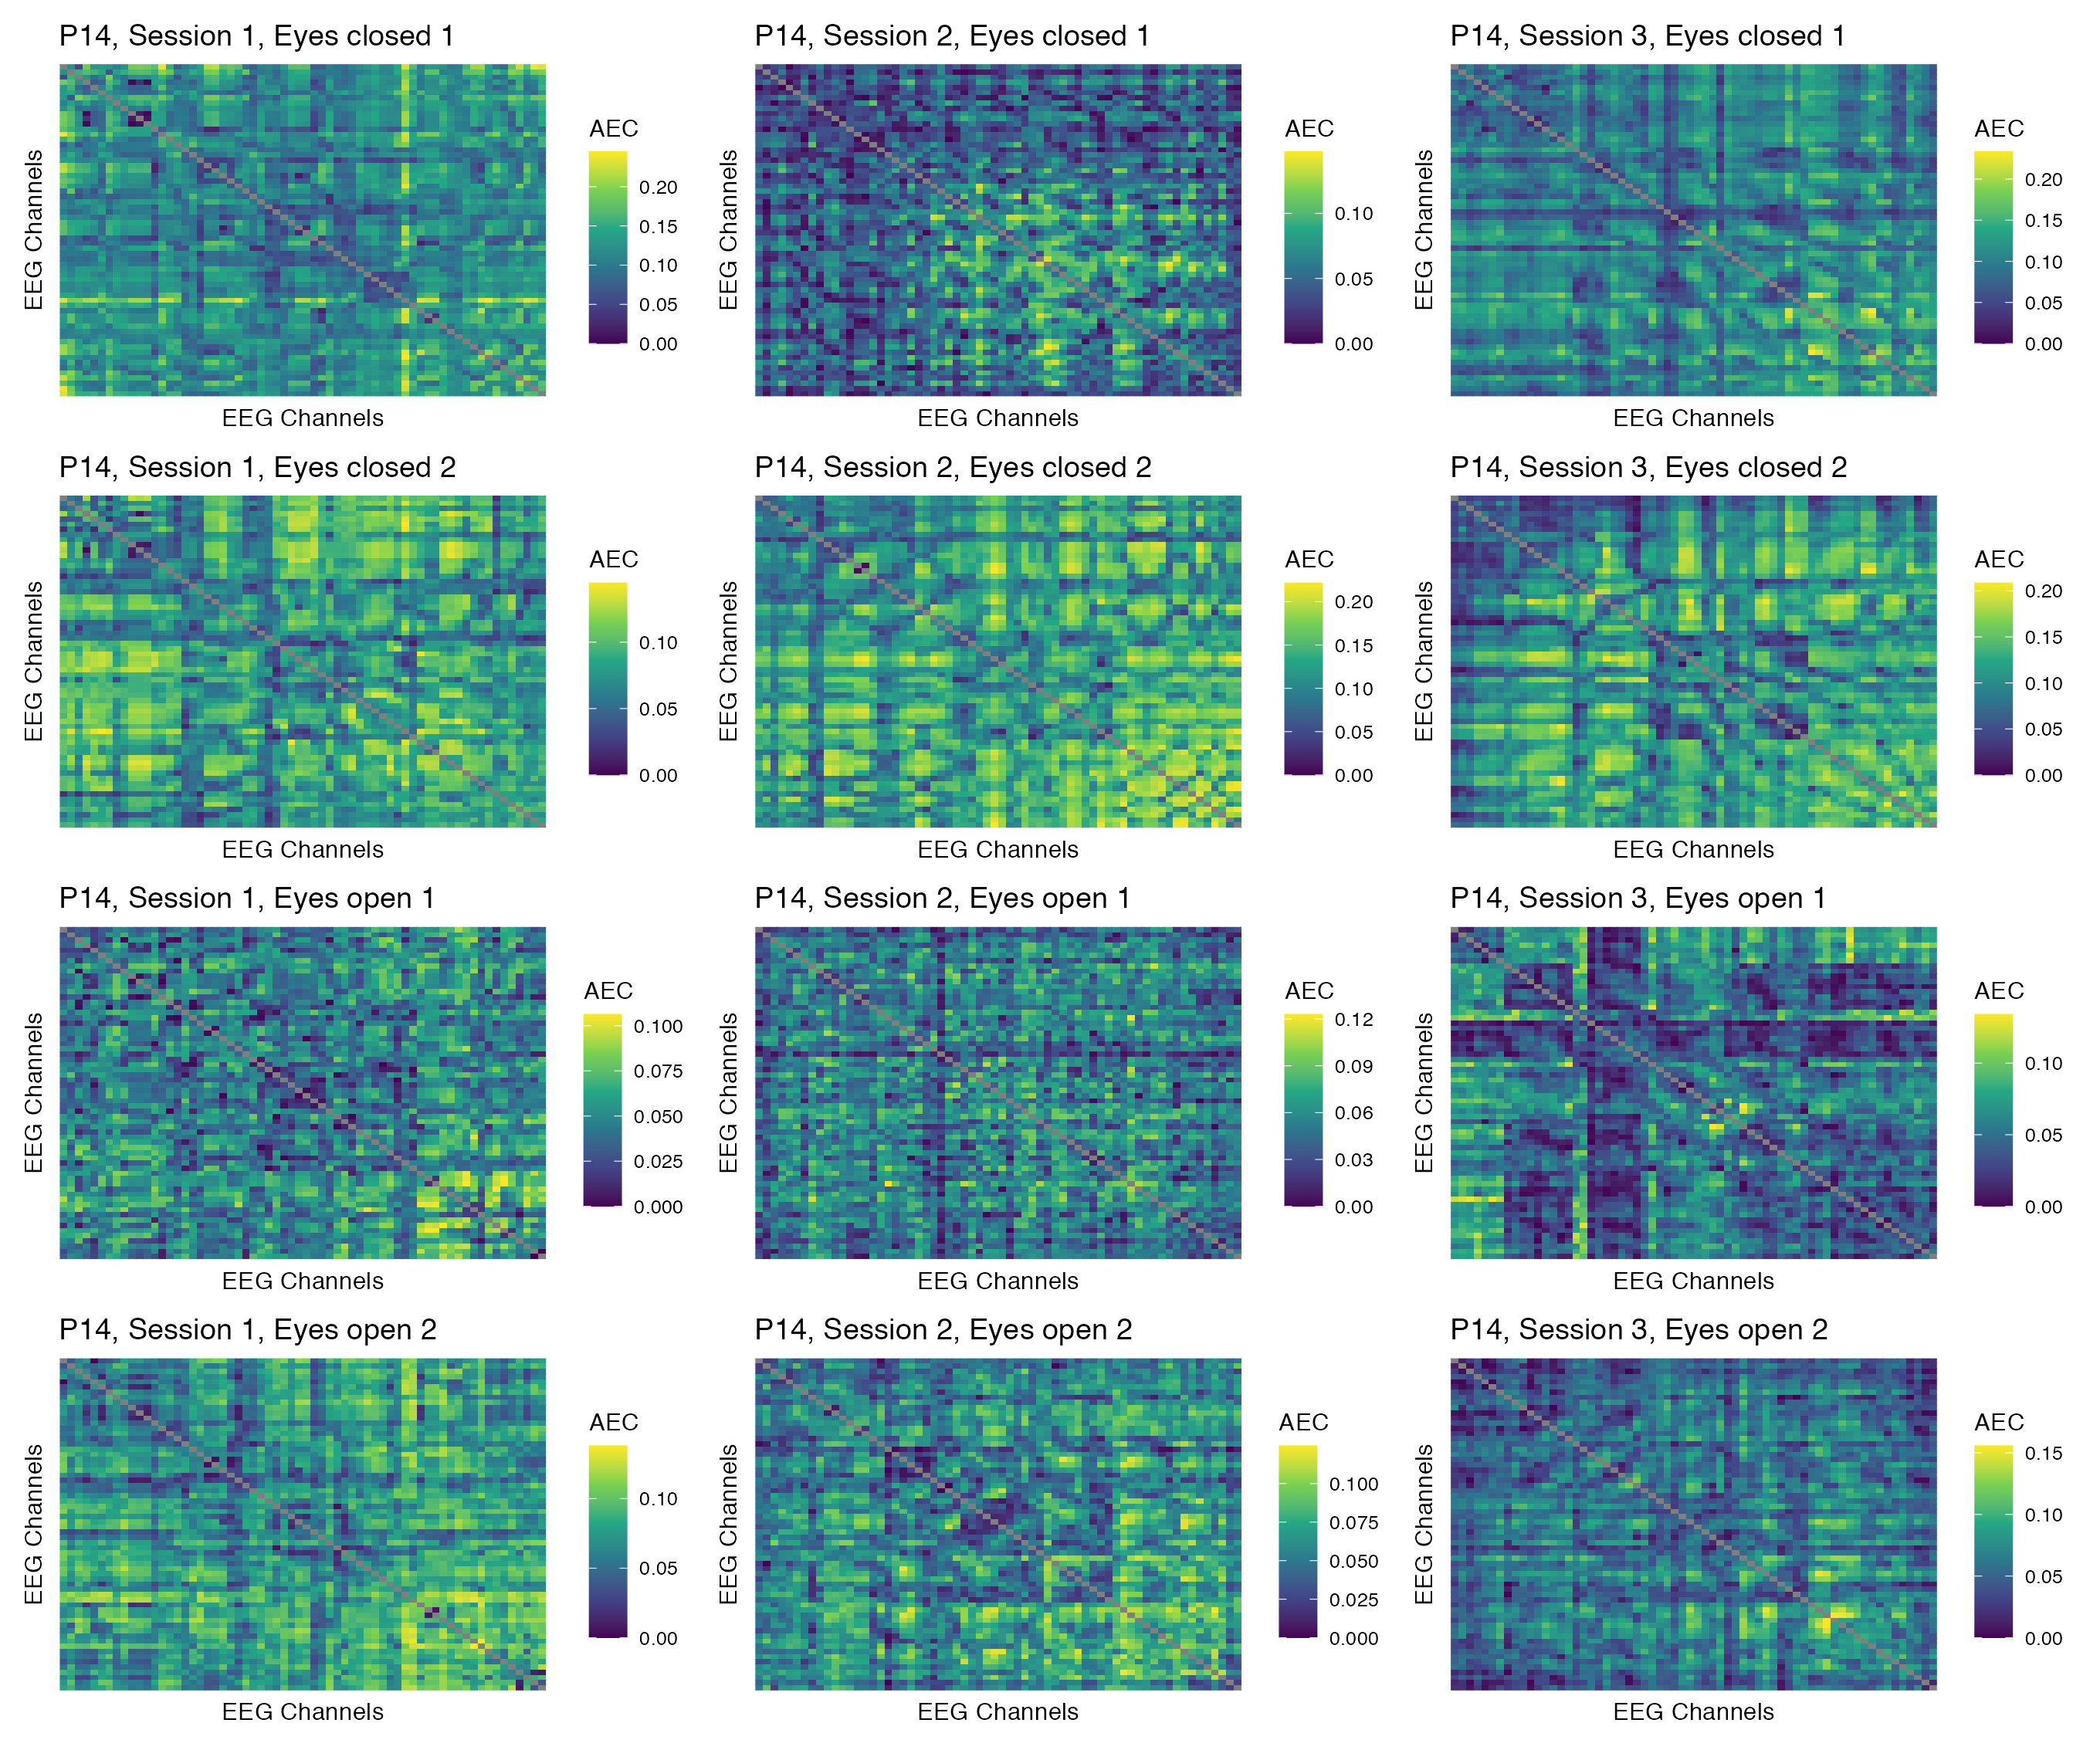 P14, Session 1, Eyes closed 1
EEG Channels
EEG Channels
AEC
0.20
0.15
0.10
0.05
0.00
P14, Session 2, Eyes closed 1
EEG Channels
EEG Channels
AEC
0.10
0.05
0.00
P14, Session 3, Eyes closed 1
EEG Channels
EEG Channels
AEC
0.20
0.15
0.10
0.05
0.00
P14, Session 1, Eyes closed 2
EEG Channels
EEG Channels
AEC
0.10
0.05
0.00
P14, Session 2, Eyes closed 2
EEG Channels
EEG Channels
AEC
0.20
0.15
0.10
0.05
0.00
P14, Session 3, Eyes closed 2
EEG Channels
EEG Channels
AEC
0.20
0.15
0.10
0.05
0.00
P14, Session 1, Eyes open 1
EEG Channels
EEG Channels
AEC
0.100
0.075
0.050
0.025
0.000
P14, Session 2, Eyes open 1
EEG Channels
EEG Channels
AEC
0.12
0.09
0.06
0.03
0.00
P14, Session 3, Eyes open 1
EEG Channels
EEG Channels
AEC
0.10
0.05
0.00
P14, Session 1, Eyes open 2
EEG Channels
EEG Channels
AEC
0.10
0.05
0.00
P14, Session 2, Eyes open 2
EEG Channels
EEG Channels
AEC
0.100
0.075
0.050
0.025
0.000
P14, Session 3, Eyes open 2
EEG Channels
EEG Channels
AEC
0.15
0.10
0.05
0.00